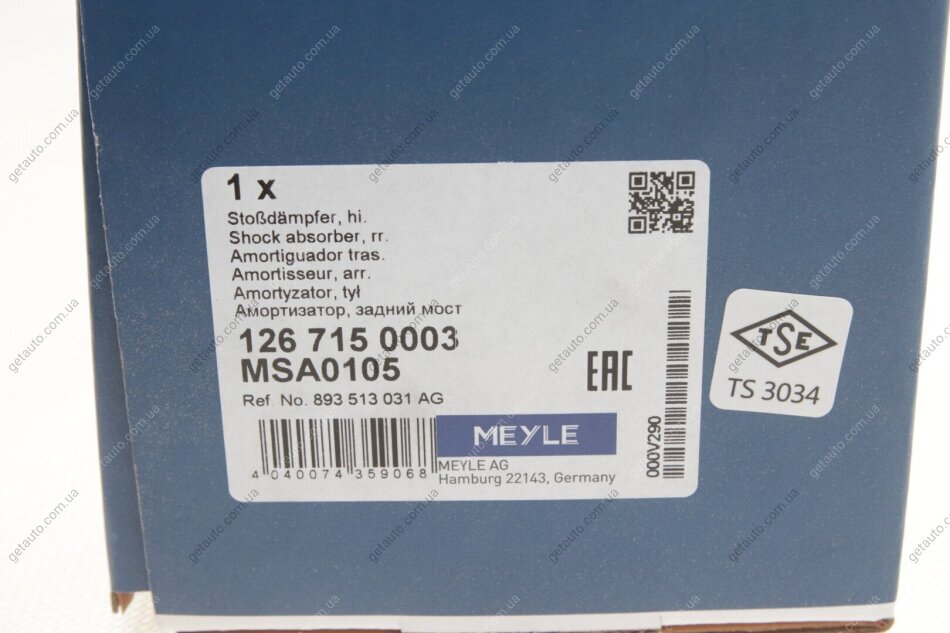 1 x
Stoßdämpfer, hi.
Shock absorber, rr.
Amortiguador tras.
Amortisseur, arr.
Amortyzator, tył
Амортизатор, задний мост
126 715 0003
MSA0105
Ref. No. 893 513 031 AG
EAC
MEYLE
4 040074 359068
MEYLE AG
Hamburg 22143, Germany
000V290
TSE
TS 3034
getauto.com.ua